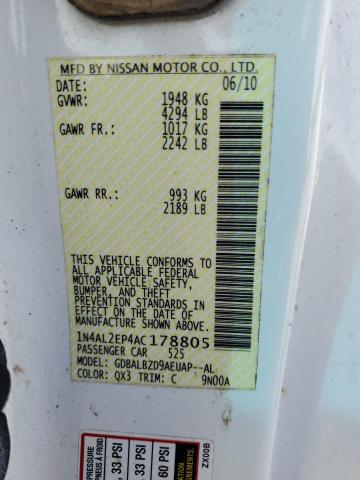 MFD BY NISSAN MOTOR CO., LTD.
DATE: 06/10
GVWR: 1948 KG
4294 LB
GAWR FR.: 1017 KG
2242 LB
GAWR RR.: 993 KG
2189 LB
THIS VEHICLE CONFORMS TO
ALL APPLICABLE FEDERAL
MOTOR VEHICLE SAFETY,
BUMPER, AND THEFT
PREVENTION STANDARDS IN
EFFECT ON THE DATE OF
MANUFACTURE SHOWN ABOVE.
1N4AL2EP4AC178805
PASSENGER CAR 525
GDBALBZD9AEUAP--AL
COLOR: QX3 TRIM: C 9N00A
PRESSURE
PNEUS À FROID
, 33 PSI
, 33 PSI
60 PSI
ZX00B